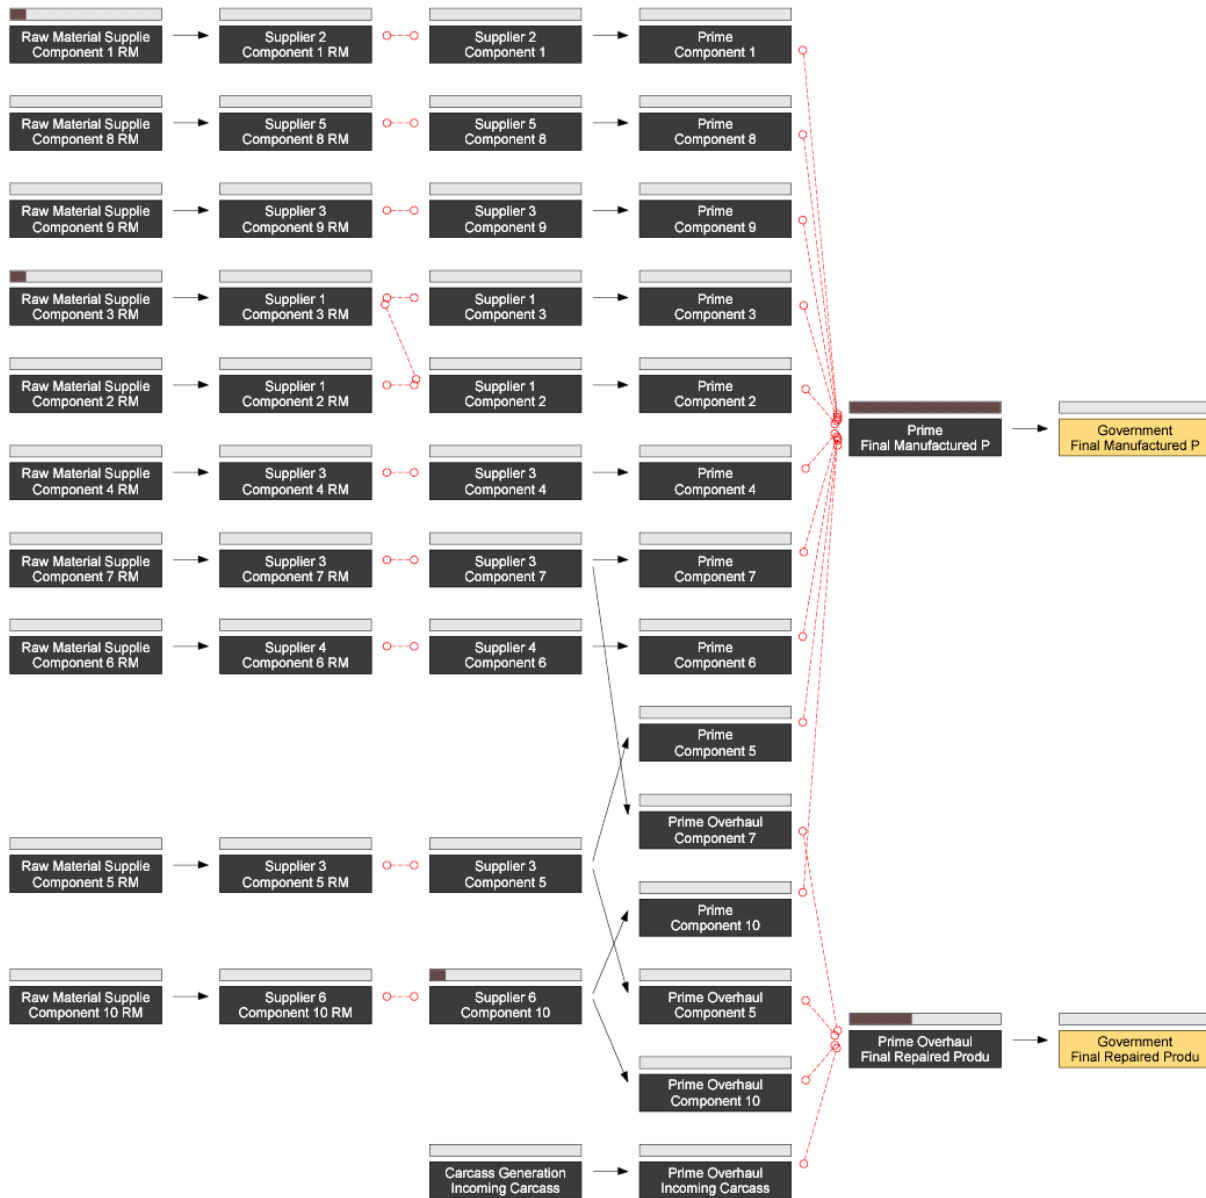 Raw Material Supplie
Component 1 RM
Supplier 2
Component 1 RM
Supplier 2
Component 1
Prime
Component 1
Raw Material Supplie
Component 8 RM
Supplier 5
Component 8 RM
Supplier 5
Component 8
Prime
Component 8
Raw Material Supplie
Component 9 RM
Supplier 3
Component 9 RM
Supplier 3
Component 9
Prime
Component 9
Raw Material Supplie
Component 3 RM
Supplier 1
Component 3 RM
Supplier 1
Component 3
Prime
Component 3
Raw Material Supplie
Component 2 RM
Supplier 1
Component 2 RM
Supplier 1
Component 2
Prime
Component 2
Prime
Final Manufactured P
Government
Final Manufactured P
Raw Material Supplie
Component 4 RM
Supplier 3
Component 4 RM
Supplier 3
Component 4
Prime
Component 4
Raw Material Supplie
Component 7 RM
Supplier 3
Component 7 RM
Supplier 3
Component 7
Prime
Component 7
Raw Material Supplie
Component 6 RM
Supplier 4
Component 6 RM
Supplier 4
Component 6
Prime
Component 6
Prime
Component 5
Prime Overhaul
Component 7
Raw Material Supplie
Component 5 RM
Supplier 3
Component 5 RM
Supplier 3
Component 5
Prime
Component 10
Raw Material Supplie
Component 10 RM
Supplier 6
Component 10 RM
Supplier 6
Component 10
Prime Overhaul
Component 5
Prime Overhaul
Final Repaired Produ
Government
Final Repaired Produ
Prime Overhaul
Component 10
Carcass Generation
Incoming Carcass
Prime Overhaul
Incoming Carcass